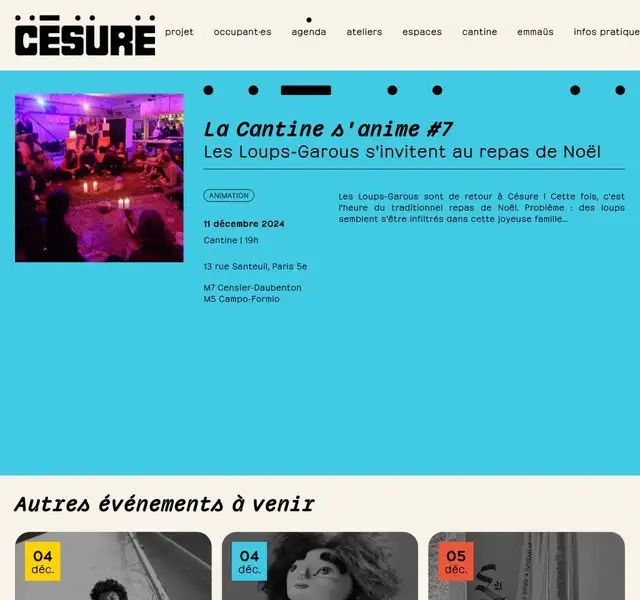 CÉSURE
projet
occupant·es
agenda
ateliers
espaces
cantine
emmaüs
infos pratique
La Cantine s'anime #7
Les Loups-Garous s'invitent au repas de Noël
ANIMATION
11 décembre 2024
Cantine | 19h
13 rue Santeuil, Paris 5e
M7 Censier-Daubenton
M5 Campo-Formio
Les Loups-Garous sont de retour à Césure ! Cette fois, c'est
l'heure du traditionnel repas de Noël. Problème : des loups
semblent s'être infiltrés dans cette joyeuse famille...
Autres événements à venir
04
déc.
04
déc.
05
déc.